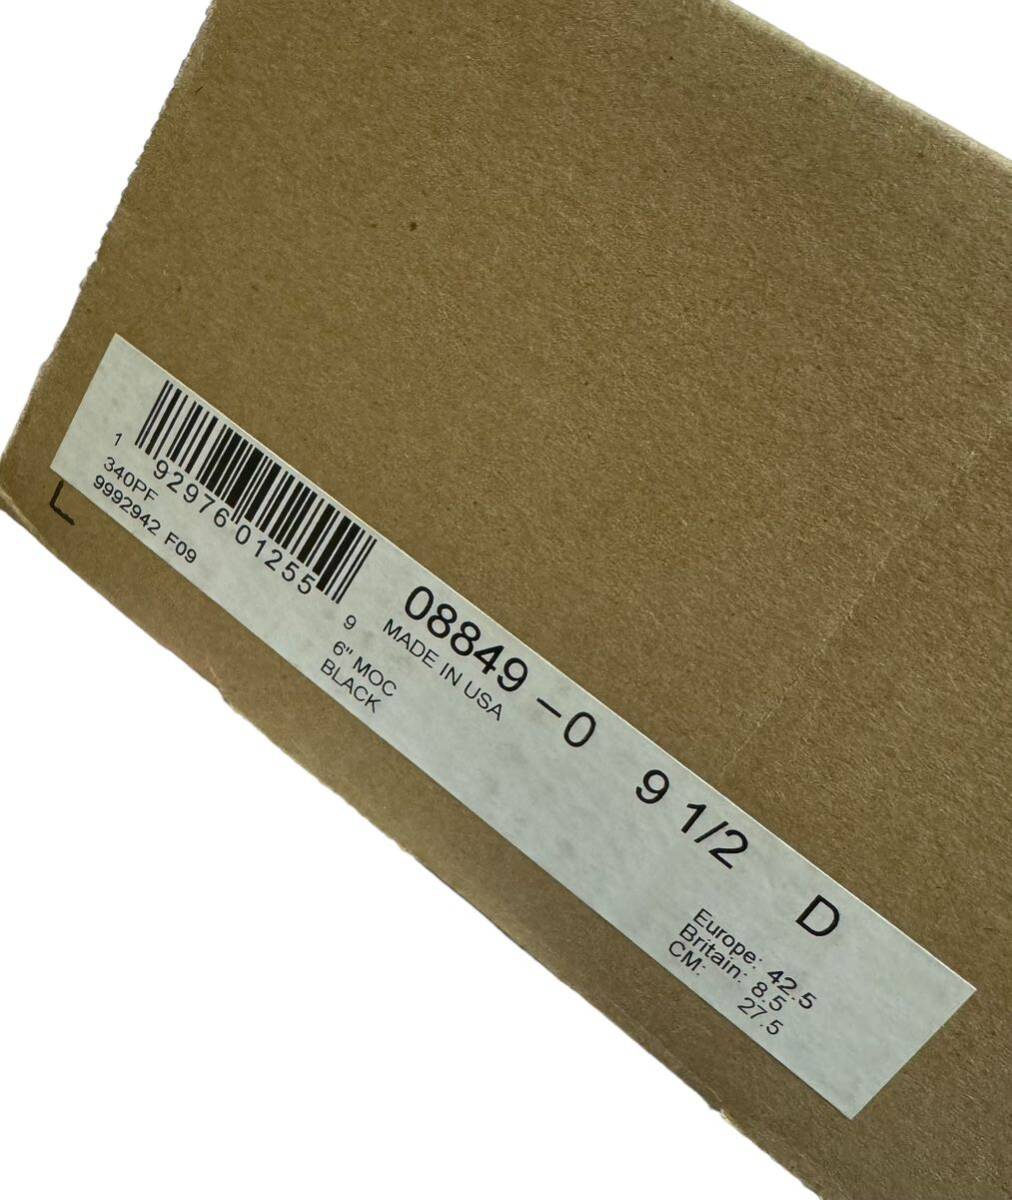 1 92976 01255 9
340PF
9992942 F09
08849-0 9 1/2 D
MADE IN USA
6" MOC
BLACK
Europe: 42.5
Britain: 8.5
CM: 27.5